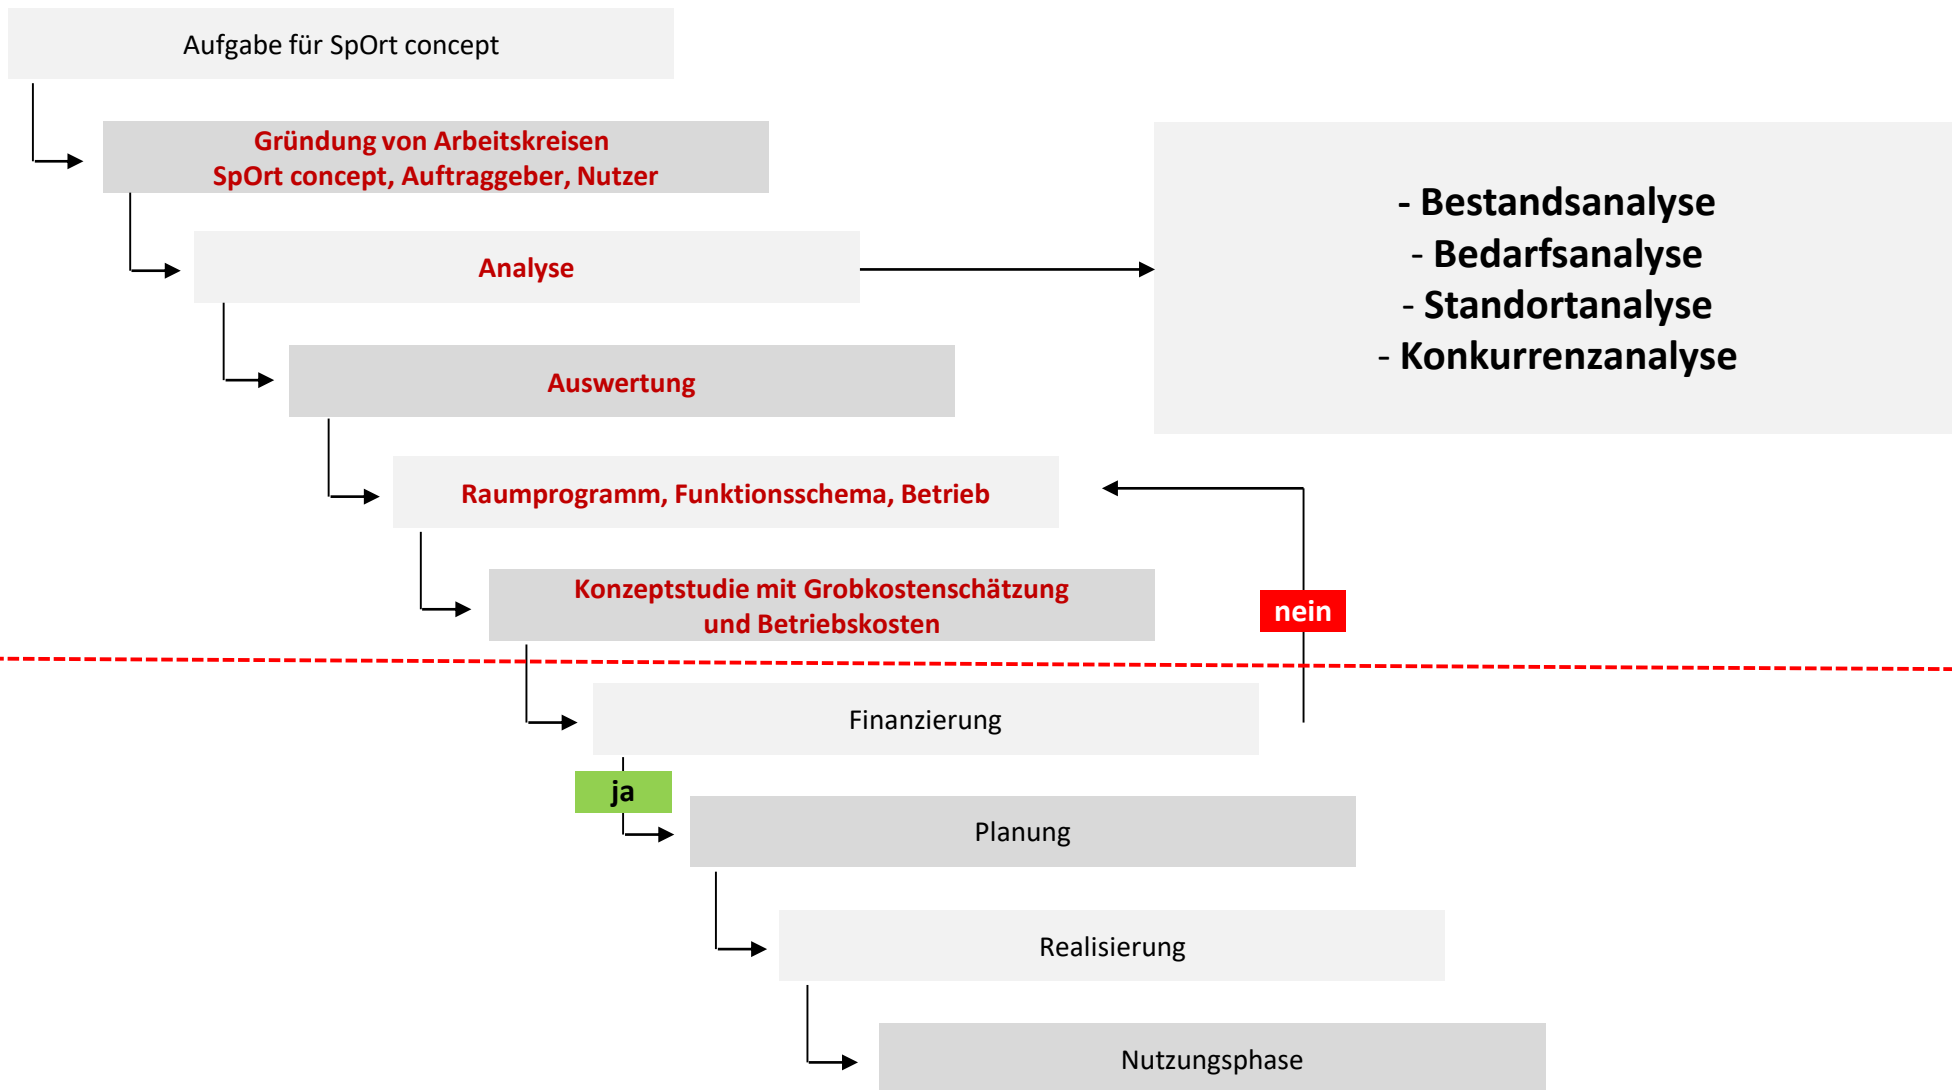 Aufgabe für SpOrt concept
Gründung von Arbeitskreisen
SpOrt concept, Auftraggeber, Nutzer
Analyse
- Bestandsanalyse
- Bedarfsanalyse
- Standortanalyse
- Konkurrenzanalyse
Auswertung
Raumprogramm, Funktionsschema, Betrieb
Konzeptstudie mit Grobkostenschätzung
und Betriebskosten
nein
Finanzierung
ja
Planung
Realisierung
Nutzungsphase